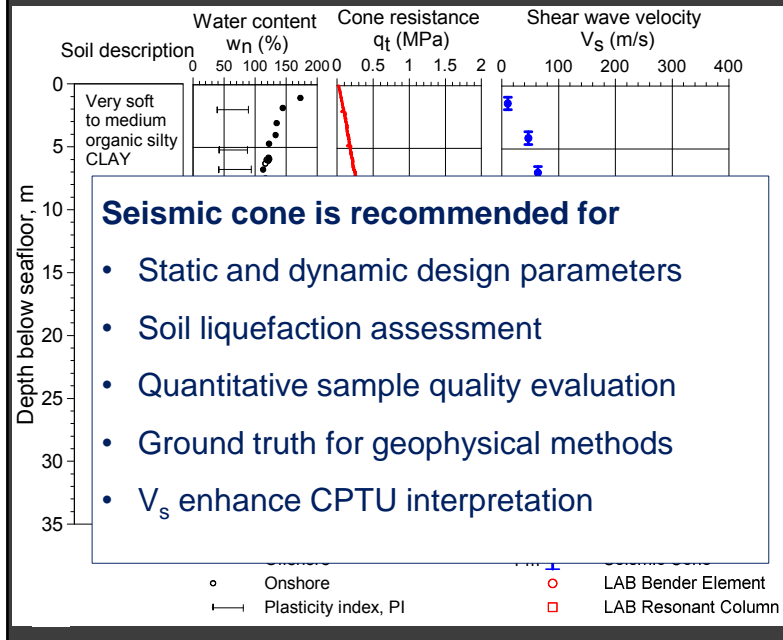 Water content
w_n (%)
Cone resistance
q_t (MPa)
Shear wave velocity
V_s (m/s)
Soil description
0 50 100 150 200
0 0.5 1 1.5 2
0 100 200 300 400
0
5
10
15
20
25
30
35
Depth below seafloor, m
Very soft
to medium
organic silty
CLAY
Seismic cone is recommended for
• Static and dynamic design parameters
• Soil liquefaction assessment
• Quantitative sample quality evaluation
• Ground truth for geophysical methods
• V_s enhance CPTU interpretation
Onshore
Plasticity index, PI
LAB Bender Element
LAB Resonant Column